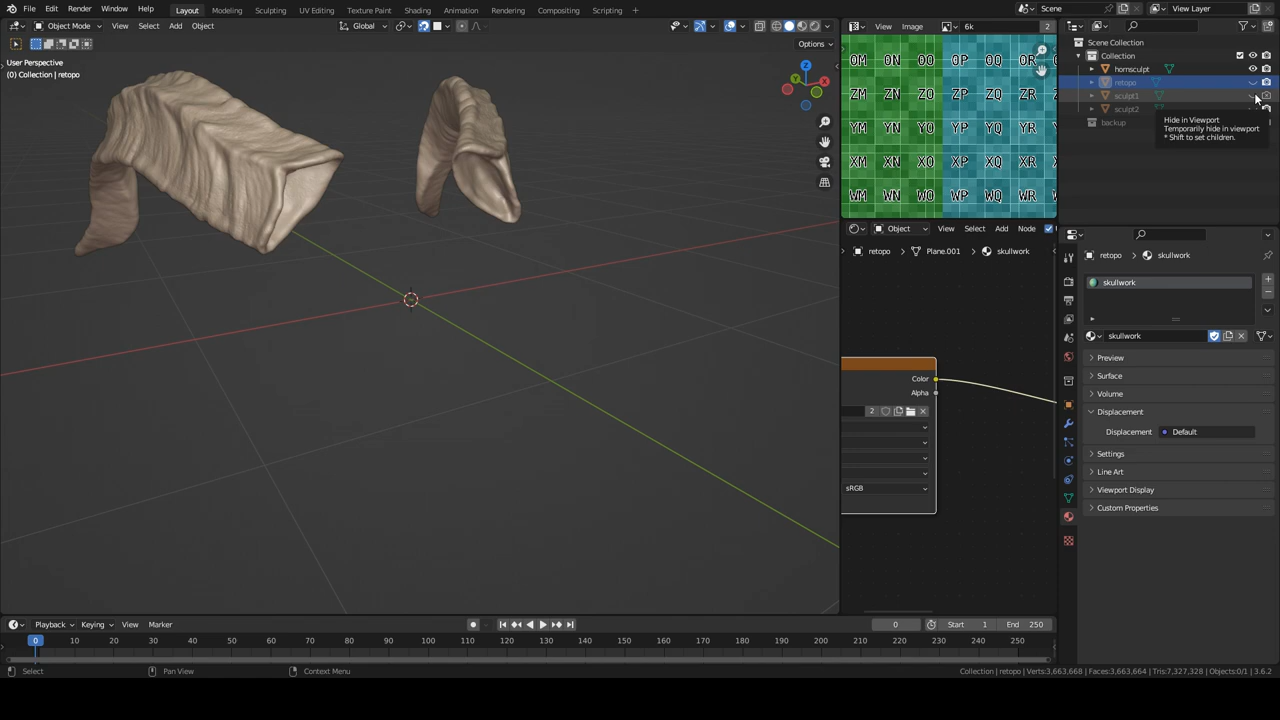 File Edit Render Window Help Layout Modeling Sculpting UV Editing Texture Paint Shading Animation Rendering Compositing Scripting + Scene View Layer
Object Mode View Select Add Object Global View Image 6k 2
Options
User Perspective
(0) Collection | retopo
Z
Y
X
0M 0N 0O 0P 0Q 0R
ZM ZN ZO ZP ZQ ZR
YM YN YO YP YQ YR
XM XN XO XP XQ XR
WM WN WO WP WQ WR
Scene Collection
Collection
hornsculpt
retopo
sculpt1
sculpt2
backup
Hide in Viewport
Temporarily hide in viewport
* Shift to set children.
Object View Select Add Node
retopo Plane.001 skullwork
Color
Alpha
2
sRGB
retopo skullwork
skullwork
skullwork
Preview
Surface
Volume
Displacement
Displacement Default
Settings
Line Art
Viewport Display
Custom Properties
Playback Keying View Marker 0 Start 1 End 250
0 10 20 30 40 50 60 70 80 90 100 110 120 130 140 150 160 170 180 190 200 210 220 230 240 250
Select Pan View Context Menu Collection | retopo | Verts:3,663,668 | Faces:3,663,664 | Tris:7,327,328 | Objects:0/1 | 3.6.2